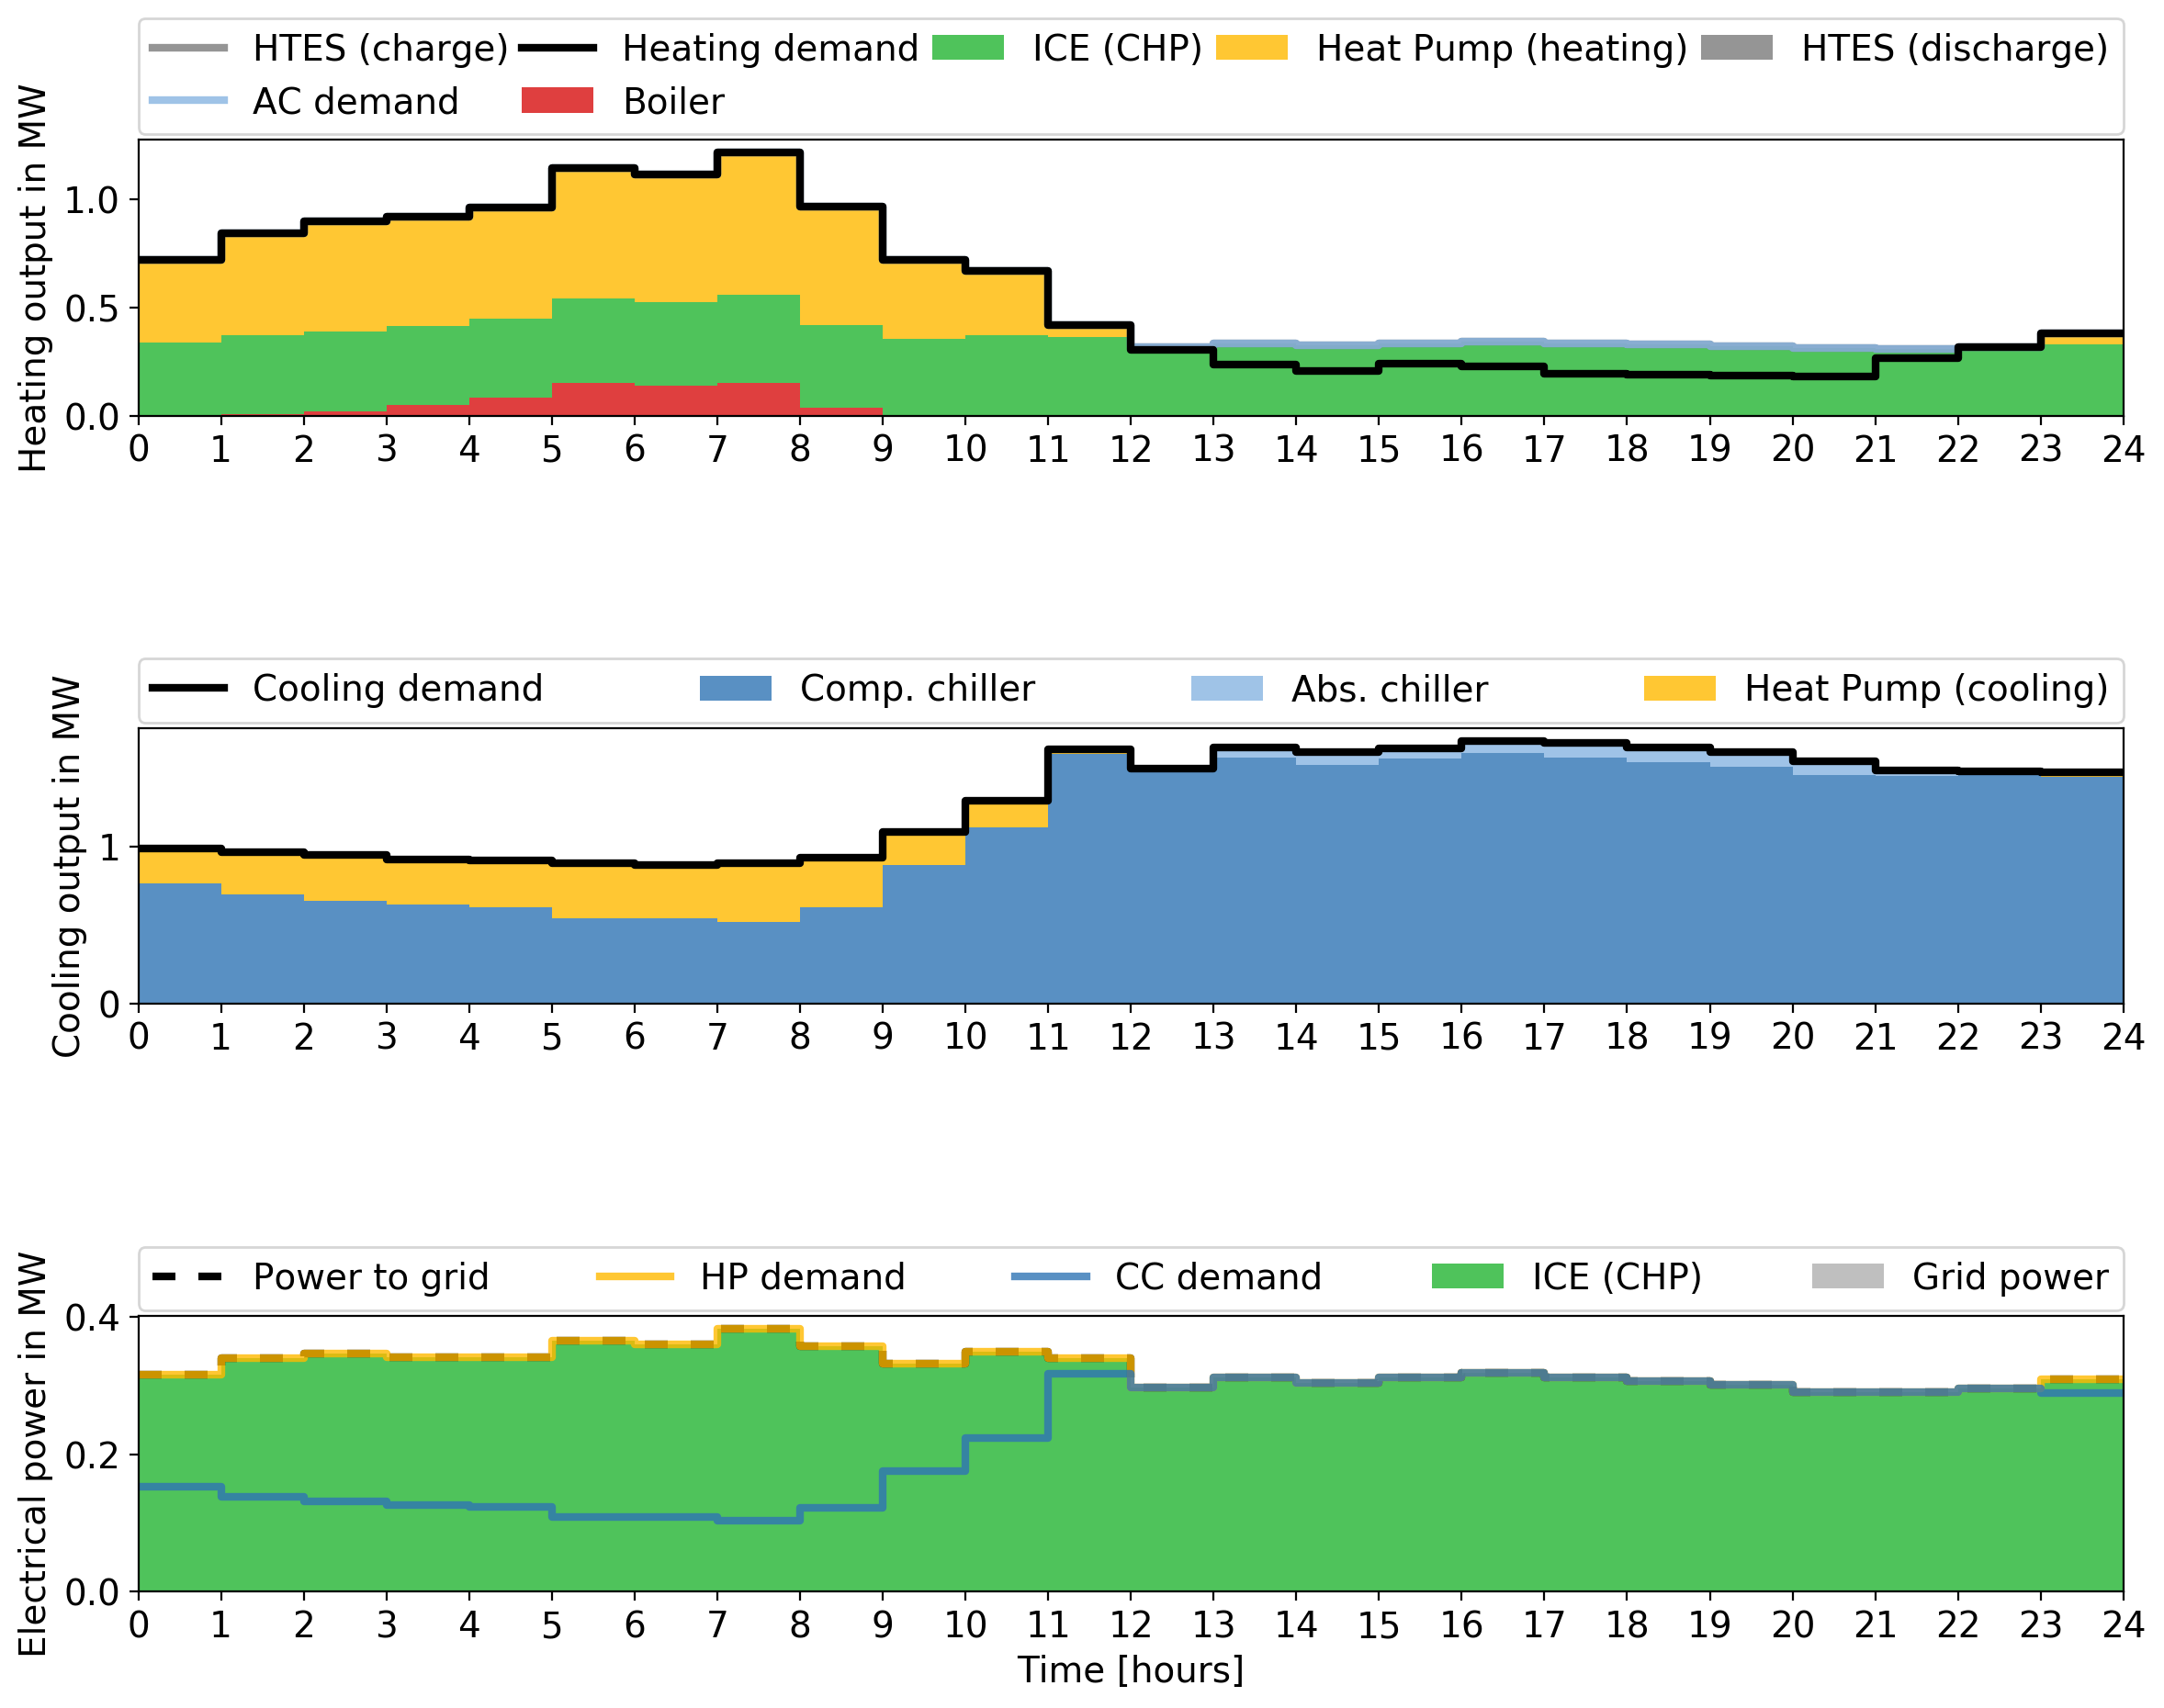 HTES (charge) Heating demand ICE (CHP) Heat Pump (heating) HTES (discharge)
AC demand Boiler
Heating output in MW
1.0
0.5
0.0
0 1 2 3 4 5 6 7 8 9 10 11 12 13 14 15 16 17 18 19 20 21 22 23 24
Cooling demand Comp. chiller Abs. chiller Heat Pump (cooling)
Cooling output in MW
1
0
0 1 2 3 4 5 6 7 8 9 10 11 12 13 14 15 16 17 18 19 20 21 22 23 24
Power to grid HP demand CC demand ICE (CHP) Grid power
Electrical power in MW
0.4
0.2
0.0
0 1 2 3 4 5 6 7 8 9 10 11 12 13 14 15 16 17 18 19 20 21 22 23 24
Time [hours]